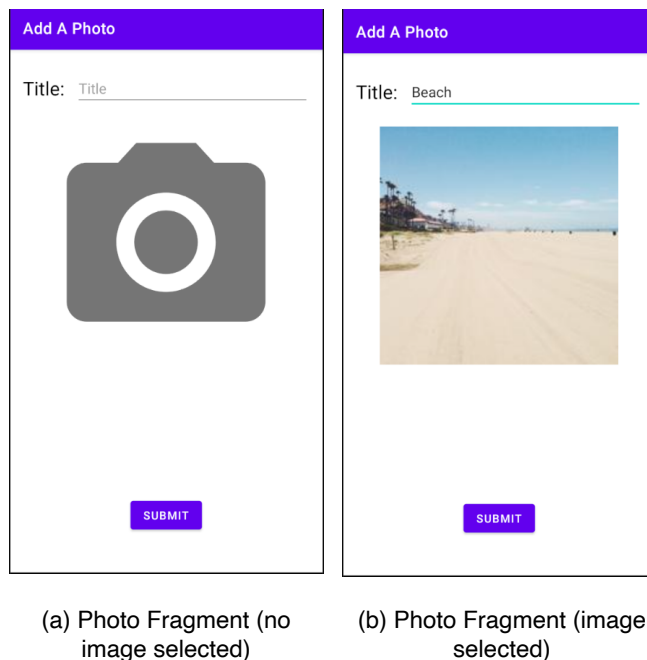 Add A Photo
Title: Title
SUBMIT
(a) Photo Fragment (no
image selected)
Add A Photo
Title: Beach
SUBMIT
(b) Photo Fragment (image
selected)